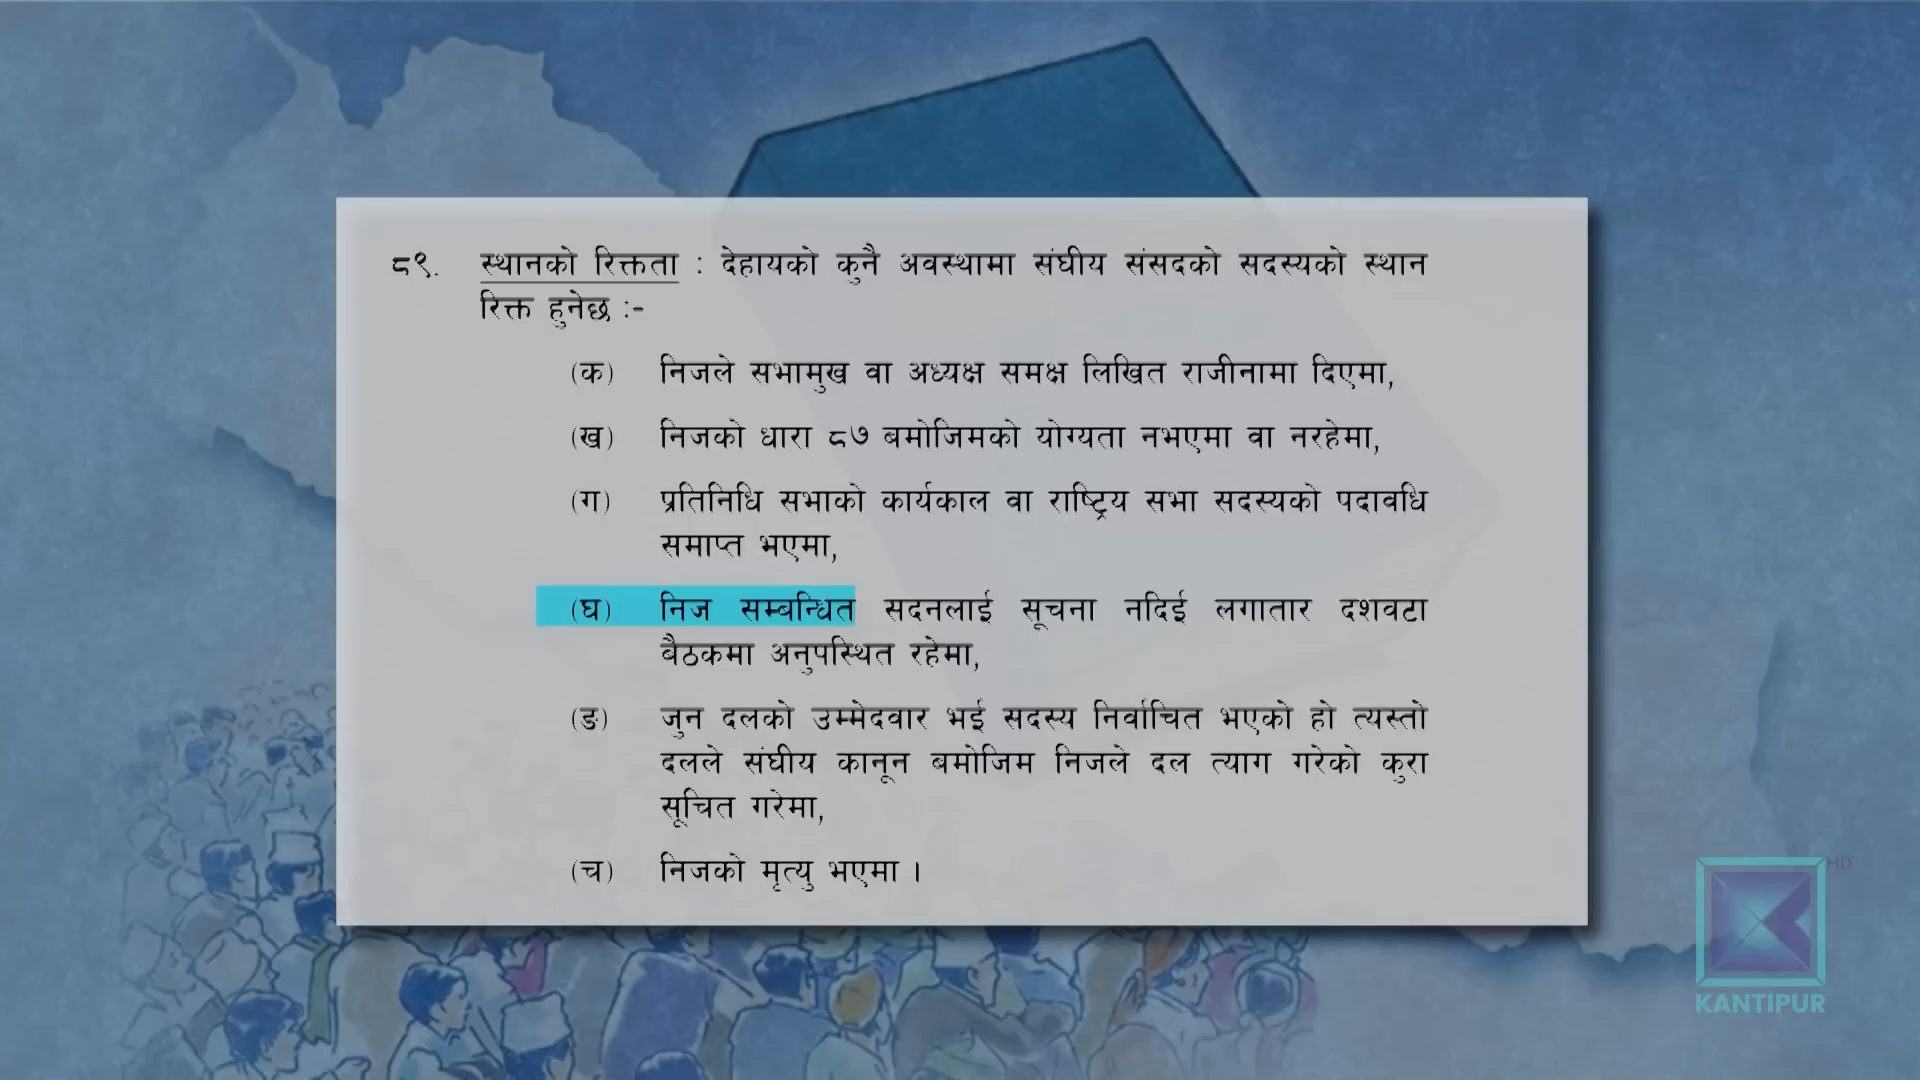 ८९. स्थानको रिक्तता : देहायको कुनै अवस्थामा संघीय संसदको सदस्यको स्थान
रिक्त हुनेछ :-
(क) निजले सभामुख वा अध्यक्ष समक्ष लिखित राजीनामा दिएमा,
(ख) निजको धारा ८७ बमोजिमको योग्यता नभएमा वा नरहेमा,
(ग) प्रतिनिधि सभाको कार्यकाल वा राष्ट्रिय सभा सदस्यको पदावधि
समाप्त भएमा,
(घ) निज सम्बन्धित सदनलाई सूचना नदिई लगातार दशवटा
बैठकमा अनुपस्थित रहेमा,
(ङ) जुन दलको उम्मेदवार भई सदस्य निर्वाचित भएको हो त्यस्तो
दलले संघीय कानून बमोजिम निजले दल त्याग गरेको कुरा
सूचित गरेमा,
(च) निजको मृत्यु भएमा ।
HD
KANTIPUR